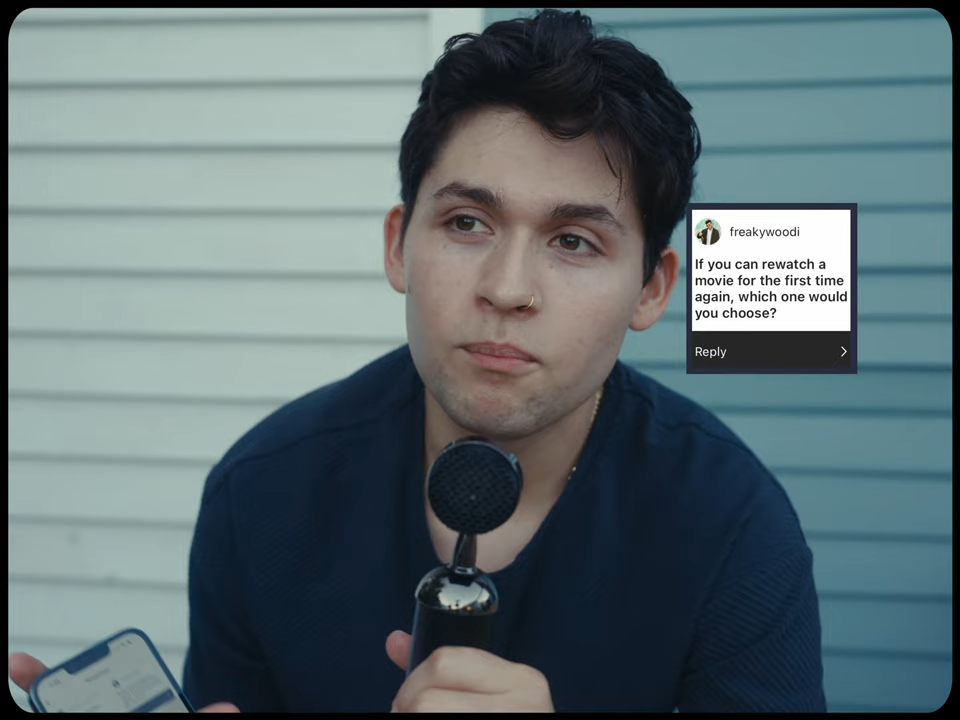 freakywoodi
If you can rewatch a
movie for the first time
again, which one would
you choose?
Reply